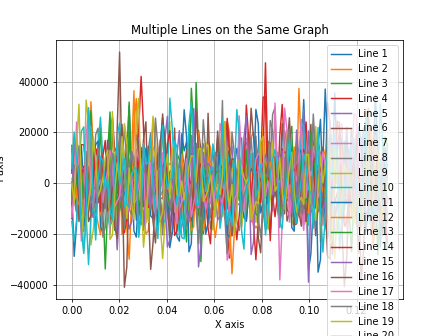 Multiple Lines on the Same Graph
40000
20000
0
−20000
−40000
axis
0.00
0.02
0.04
0.06
0.08
0.10
X axis
Line 1
Line 2
Line 3
Line 4
Line 5
Line 6
Line 7
Line 8
Line 9
Line 10
Line 11
Line 12
Line 13
Line 14
Line 15
Line 16
Line 17
Line 18
Line 19
Line 20